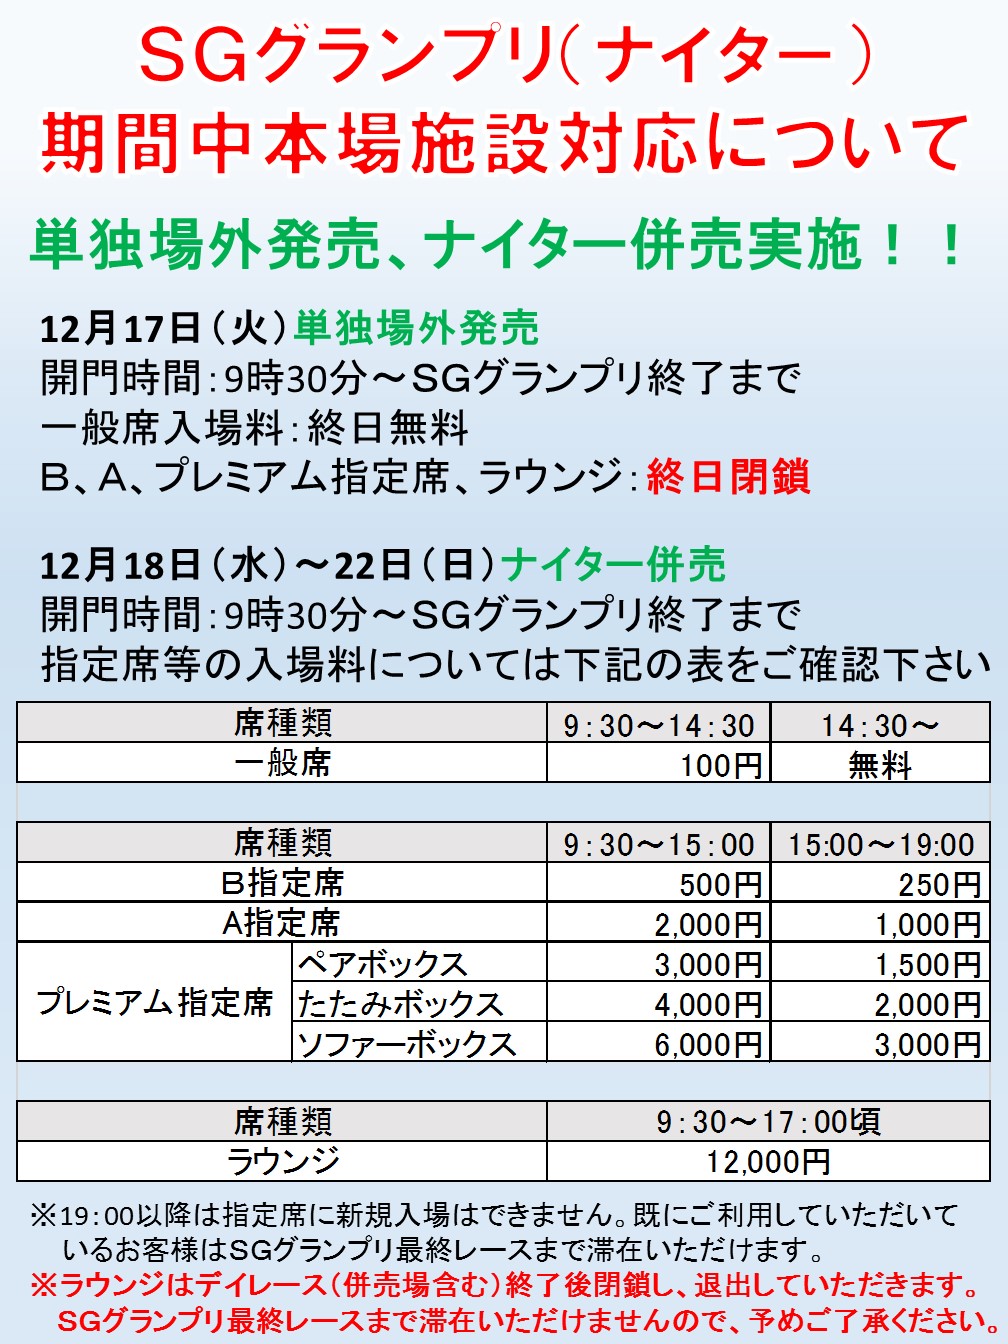 SGグランプリ（ナイター）
期間中本場施設対応について
単独場外発売、ナイター併売実施！！
12月17日（火）単独場外発売
開門時間：9時30分～SGグランプリ終了まで
一般席入場料：終日無料
B、A、プレミアム指定席、ラウンジ：終日閉鎖
12月18日（水）～22日（日）ナイター併売
開門時間：9時30分～SGグランプリ終了まで
指定席等の入場料については下記の表をご確認下さい
席種類 9：30～14：30 14：30～
一般席 100円 無料
席種類 9：30～15：00 15:00～19:00
B指定席 500円 250円
A指定席 2,000円 1,000円
プレミアム指定席 ペアボックス 3,000円 1,500円
たたみボックス 4,000円 2,000円
ソファーボックス 6,000円 3,000円
席種類 9：30～17：00頃
ラウンジ 12,000円
※19：00以降は指定席に新規入場はできません。既にご利用していただいて
いるお客様はSGグランプリ最終レースまで滞在いただけます。
※ラウンジはデイレース（併売場含む）終了後閉鎖し、退出していただきます。
SGグランプリ最終レースまで滞在いただけませんので、予めご了承ください。